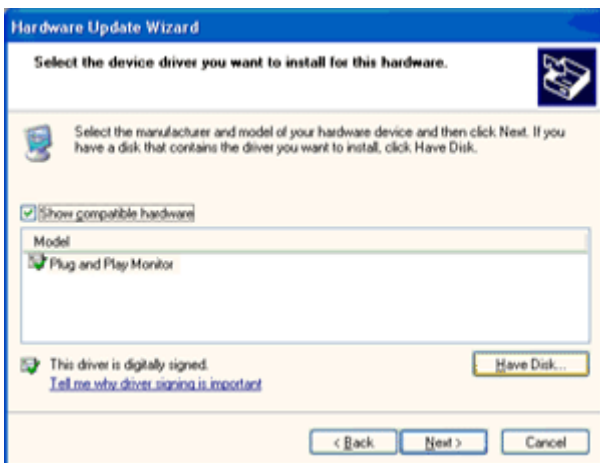 Hardware Update Wizard
Select the device driver you want to install for this hardware.
Select the manufacturer and model of your hardware device and then click Next. If you
have a disk that contains the driver you want to install, click Have Disk.
Show compatible hardware
Model
Plug and Play Monitor
This driver is digitally signed.
Have Disk...
Tell me why driver signing is important
< Back
Next >
Cancel